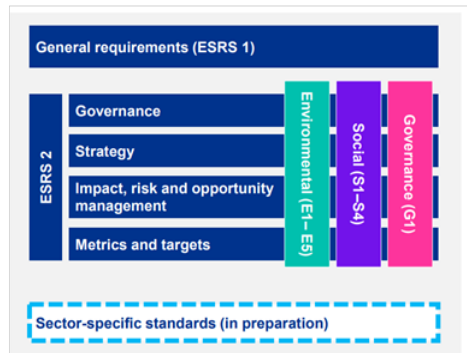 General requirements (ESRS 1)
ESRS 2
Governance
Strategy
Impact, risk and opportunity
management
Metrics and targets
Environmental (E1– E5)
Social (S1–S4)
Governance (G1)
Sector-specific standards (in preparation)